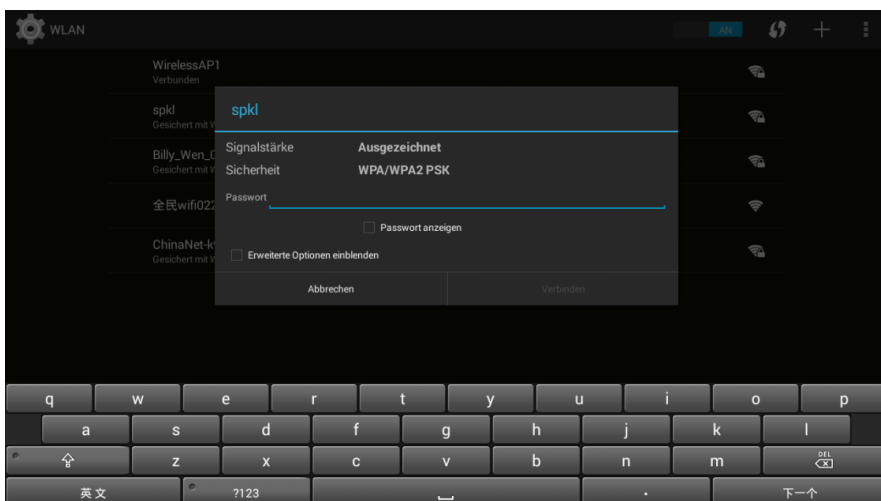 WLAN
AN
WirelessAP1
Verbunden
spkl
Gesichert mit
Billy_Wen_
Gesichert mit
全民wifi022
ChinaNet-k
Gesichert mit
spkl
Signalstärke Ausgezeichnet
Sicherheit WPA/WPA2 PSK
Passwort
Passwort anzeigen
Erweiterte Optionen einblenden
Abbrechen Verbinden
q w e r t y u i o p
a s d f g h j k l
z x c v b n m DEL
英文 ?123 . 下一个